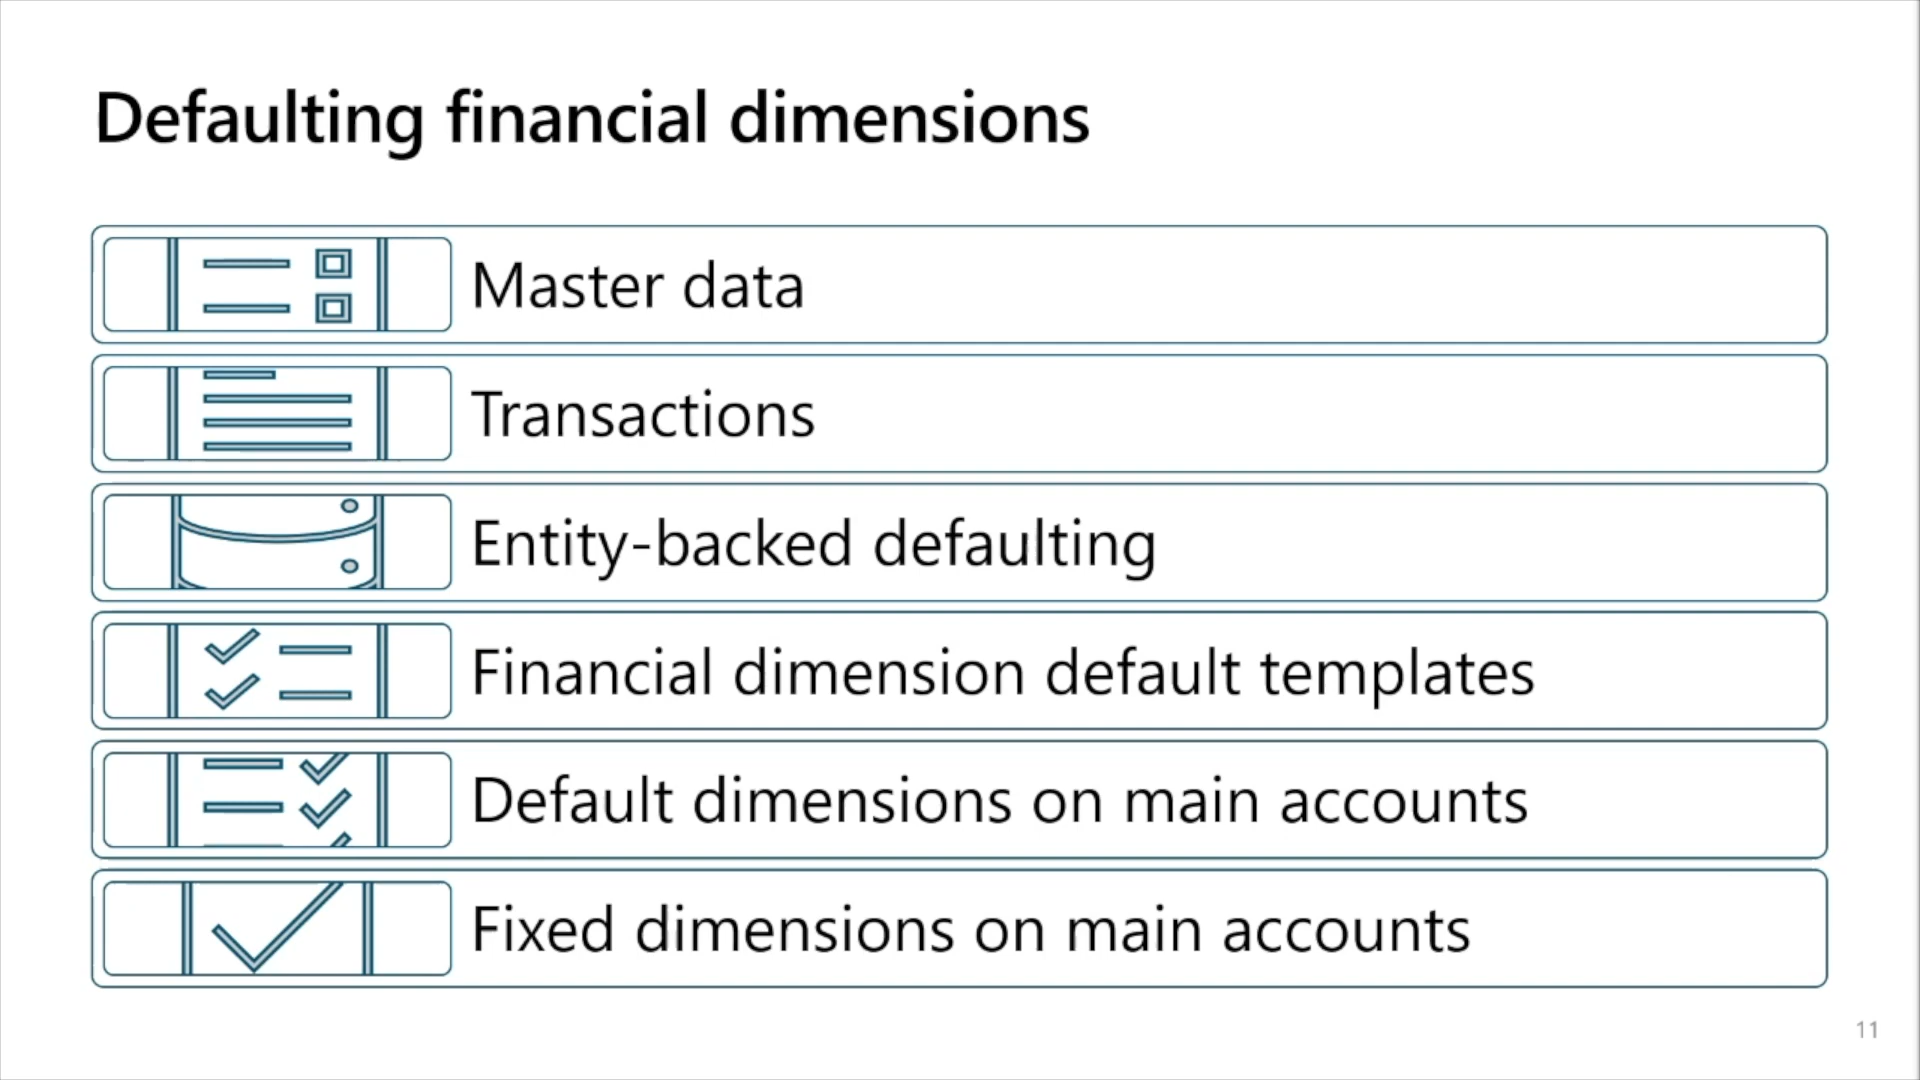 Defaulting financial dimensions
Master data
Transactions
Entity-backed defaulting
Financial dimension default templates
Default dimensions on main accounts
Fixed dimensions on main accounts
11